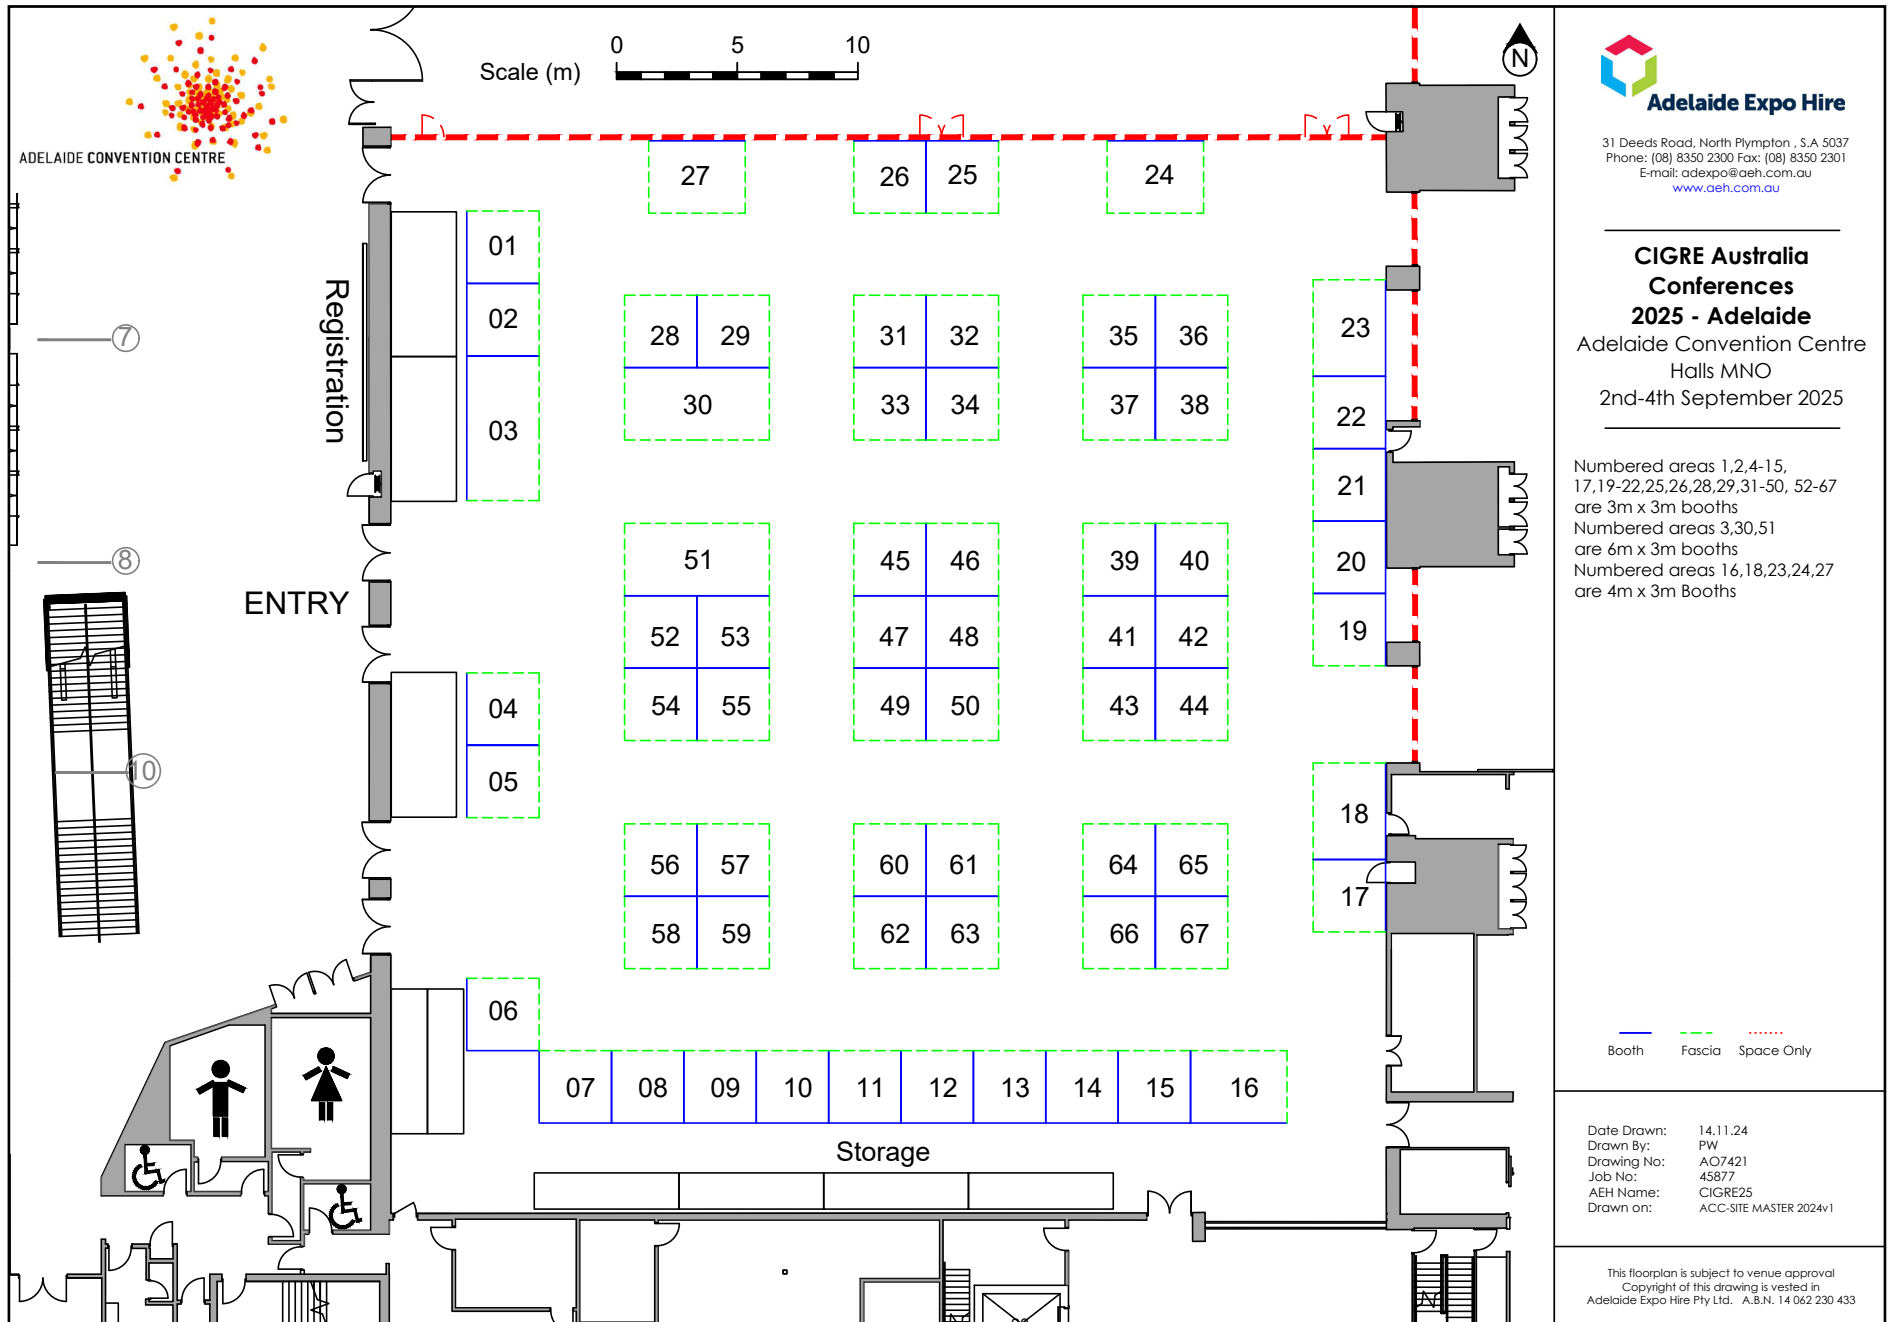 ADELAIDE CONVENTION CENTRE
Scale (m)
0 5 10
N
Registration
ENTRY
Storage
7
8
10
27 26 25 24
01
02
03
28 29 31 32 35 36
30 33 34 37 38
23
22
21
20
19
51 45 46 39 40
52 53 47 48 41 42
54 55 49 50 43 44
04
05
18
17
56 57 60 61 64 65
58 59 62 63 66 67
06
07 08 09 10 11 12 13 14 15 16
Adelaide Expo Hire
31 Deeds Road, North Plympton , S.A 5037
Phone: (08) 8350 2300 Fax: (08) 8350 2301
E-mail: adexpo@aeh.com.au
www.aeh.com.au
CIGRE Australia
Conferences
2025 - Adelaide
Adelaide Convention Centre
Halls MNO
2nd-4th September 2025
Numbered areas 1,2,4-15,
17,19-22,25,26,28,29,31-50, 52-67
are 3m x 3m booths
Numbered areas 3,30,51
are 6m x 3m booths
Numbered areas 16,18,23,24,27
are 4m x 3m Booths
Booth Fascia Space Only
Date Drawn: 14.11.24
Drawn By: PW
Drawing No: AO7421
Job No: 45877
AEH Name: CIGRE25
Drawn on: ACC-SITE MASTER 2024v1
This floorplan is subject to venue approval
Copyright of this drawing is vested in
Adelaide Expo Hire Pty Ltd. A.B.N. 14 062 230 433